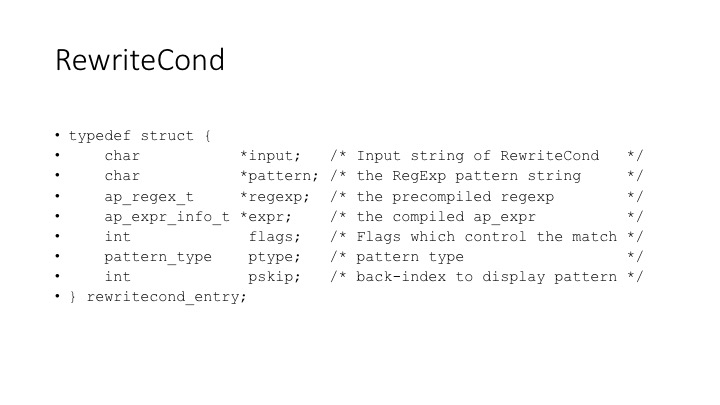 RewriteCond
• typedef struct {
•     char           *input;   /* Input string of RewriteCond   */
•     char           *pattern; /* the RegExp pattern string     */
•     ap_regex_t     *regexp;  /* the precompiled regexp        */
•     ap_expr_info_t *expr;    /* the compiled ap_expr          */
•     int             flags;   /* Flags which control the match */
•     pattern_type    ptype;   /* pattern type                  */
•     int             pskip;   /* back-index to display pattern */
• } rewritecond_entry;